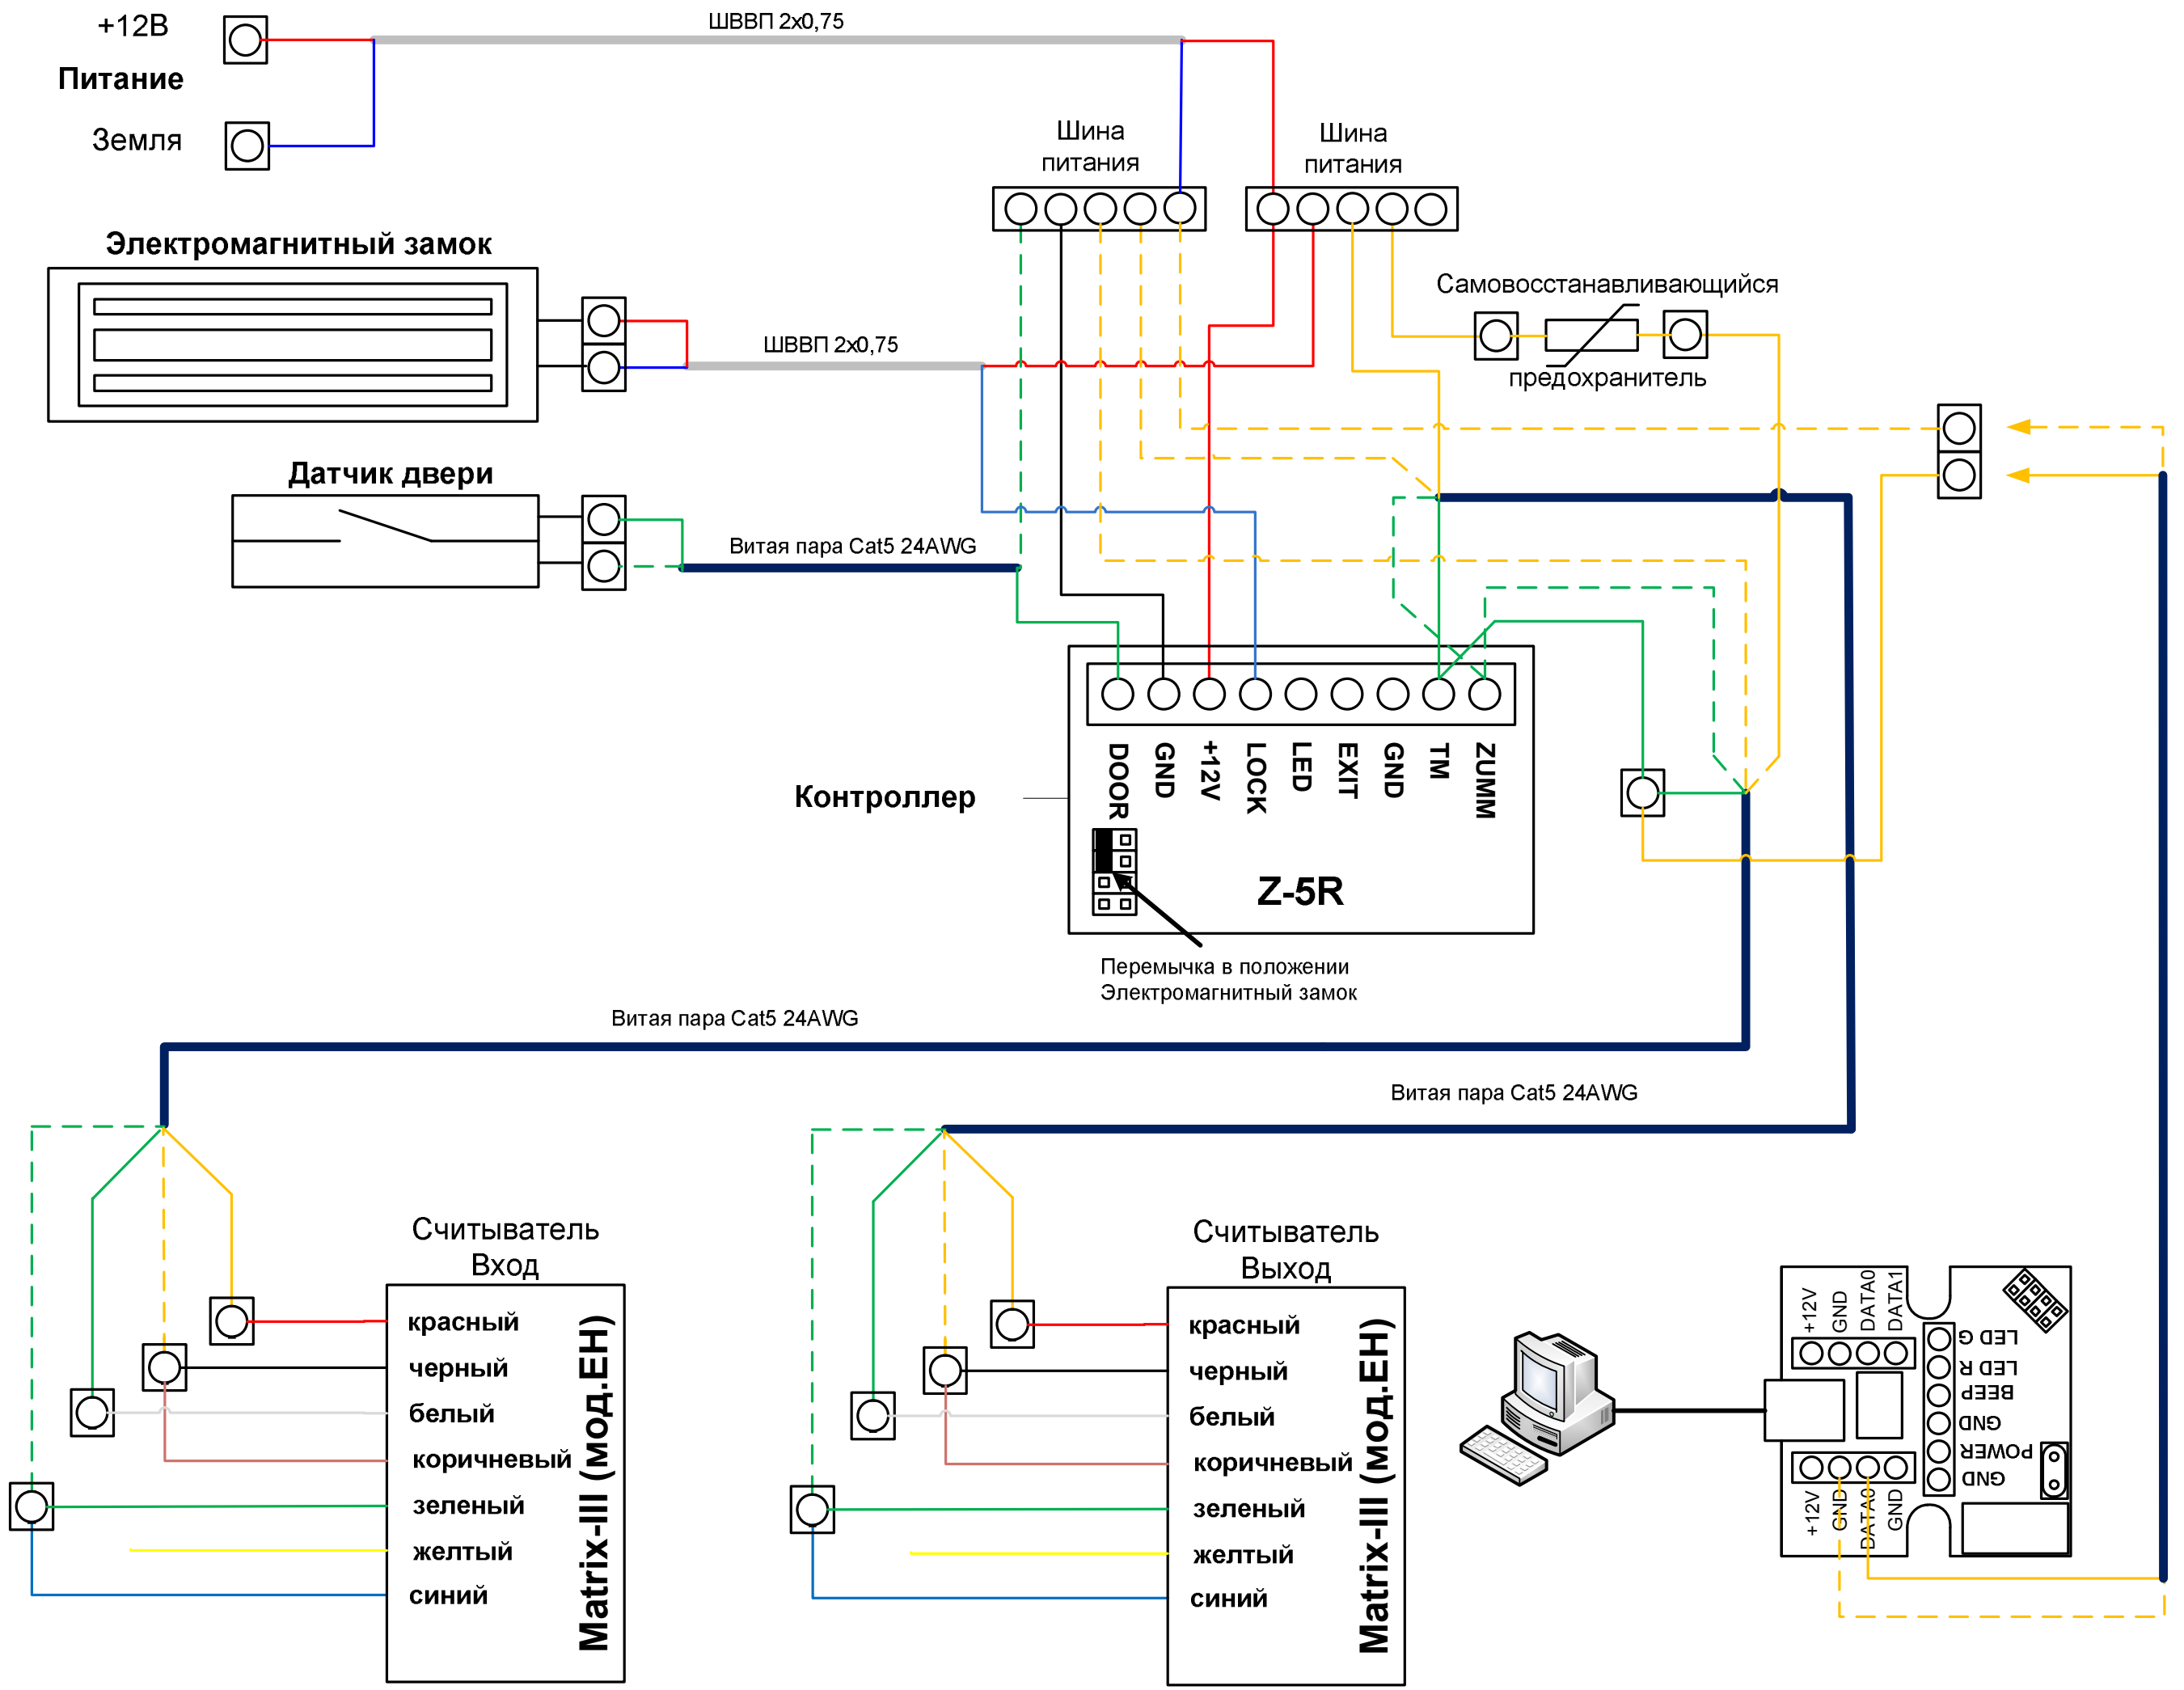 +12В
Питание
Земля
ШВВП 2х0,75
Шина
питания
Шина
питания
Электромагнитный замок
ШВВП 2х0,75
Самовосстанавливающийся
предохранитель
Датчик двери
Витая пара Cat5 24AWG
DOOR
GND
+12V
LOCK
LED
EXIT
GND
TM
ZUMM
Контроллер
Z-5R
Перемычка в положении
Электромагнитный замок
Витая пара Cat5 24AWG
Витая пара Cat5 24AWG
Считыватель
Вход
красный
черный
белый
коричневый
зеленый
желтый
синий
Matrix-III (мод.ЕН)
Считыватель
Выход
красный
черный
белый
коричневый
зеленый
желтый
синий
Matrix-III (мод.ЕН)
+12V
GND
DATA0
DATA1
LED G
LED R
BEEP
GND
POWER
GND
+12V
GND
DATA0
GND